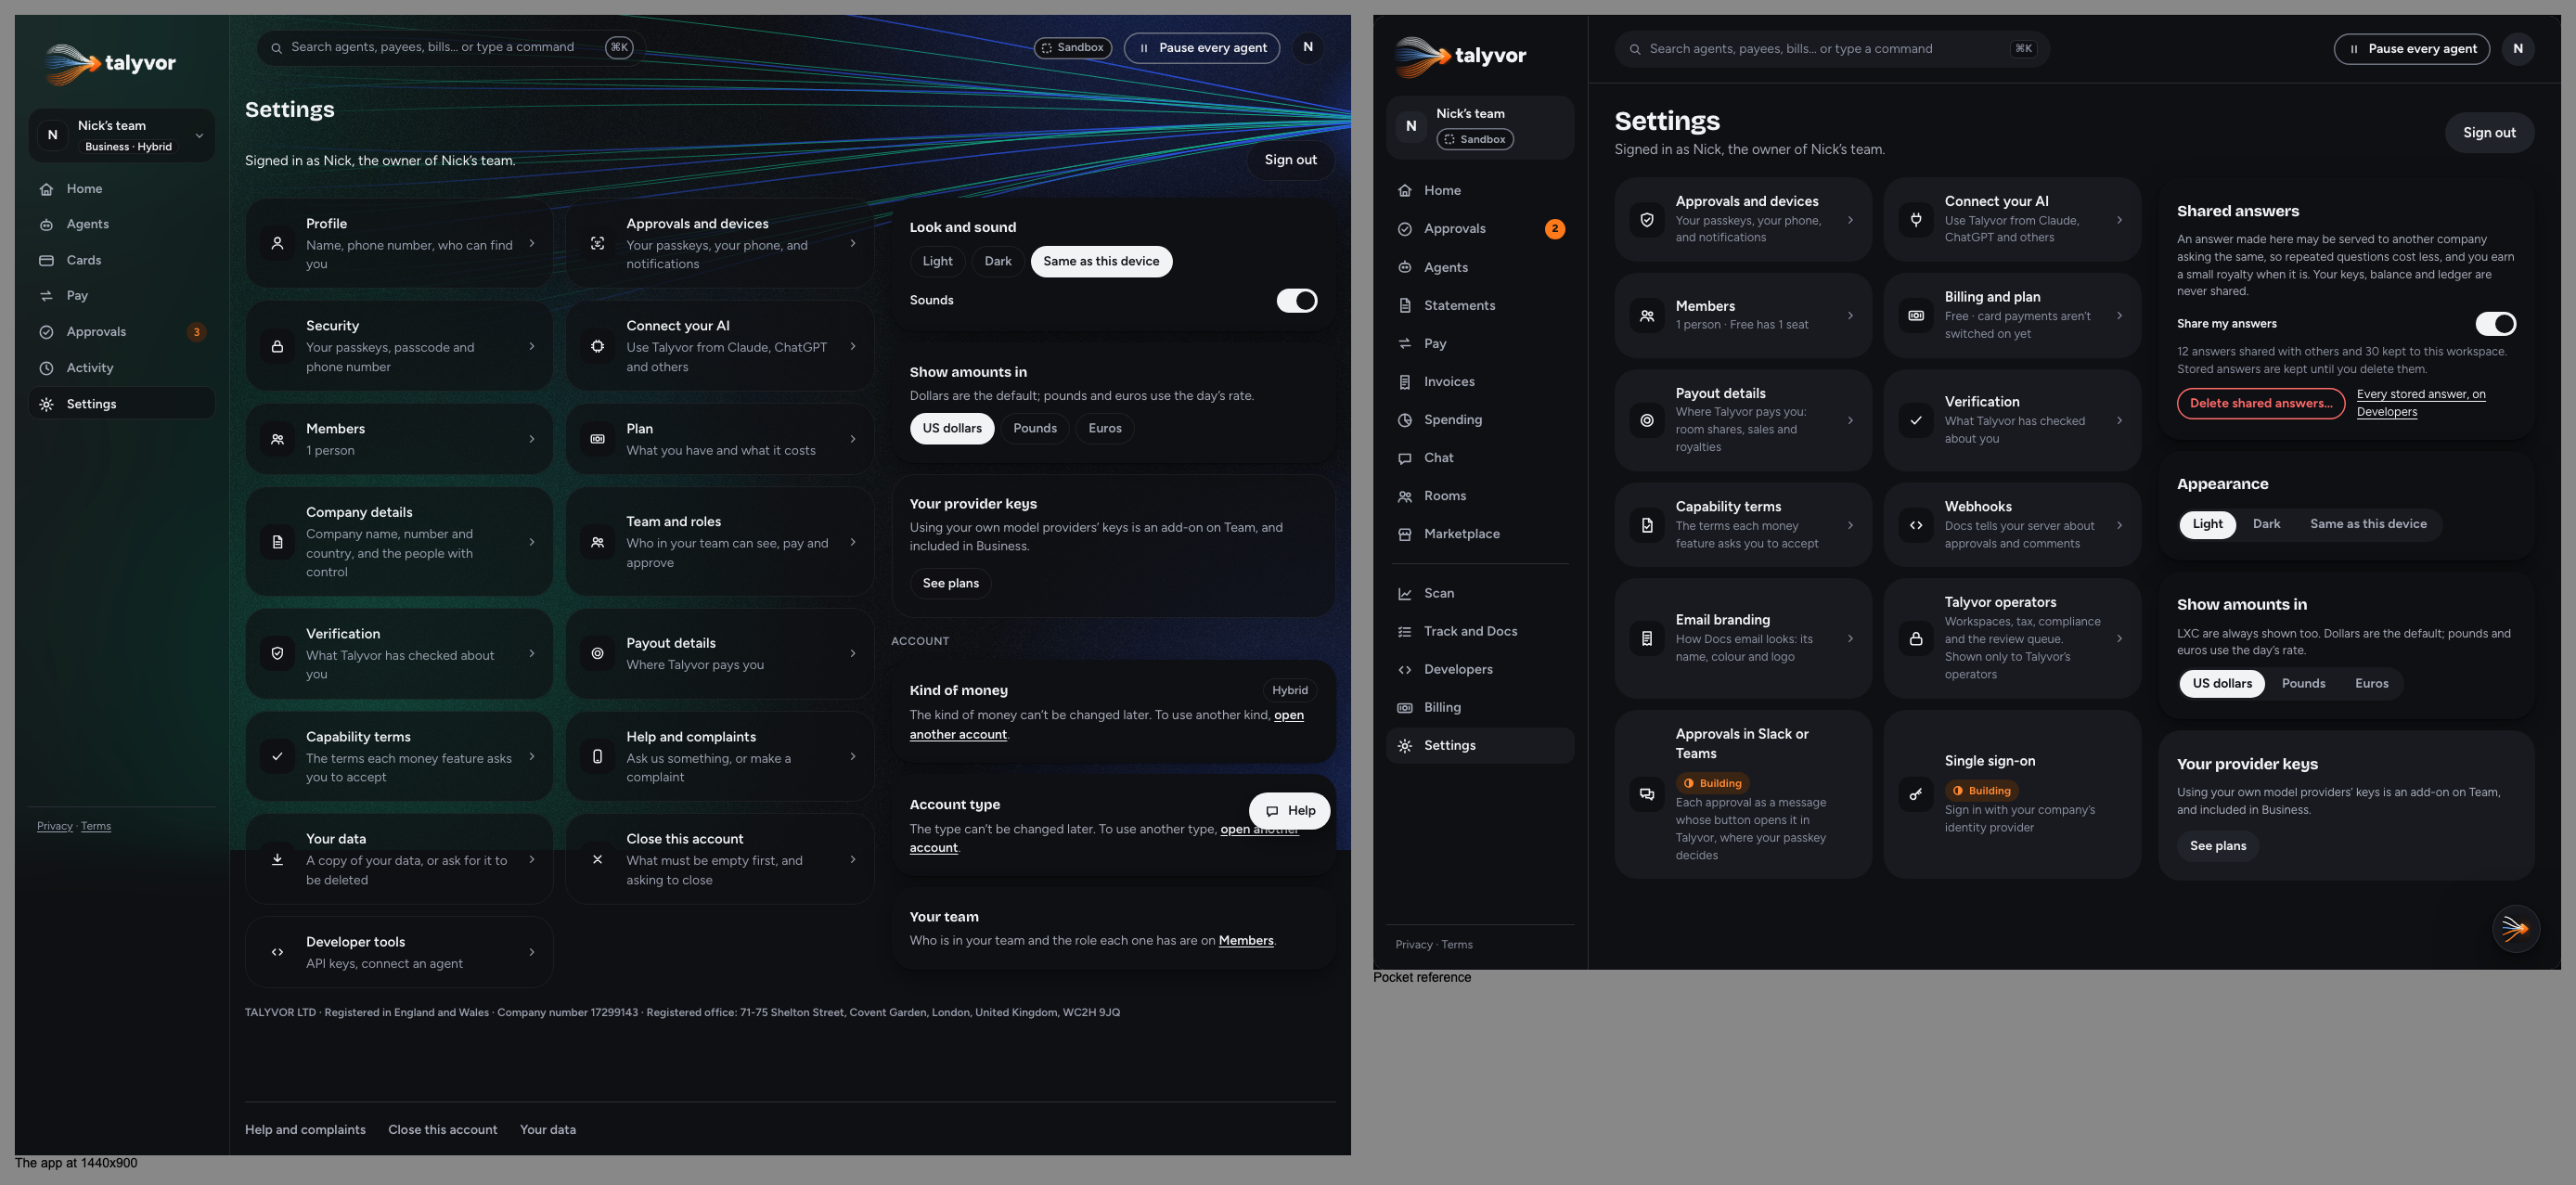 talyvor
N
Nick's team
Business · Hybrid
Home
Agents
Cards
Pay
Approvals
3
Activity
Settings
Privacy · Terms
Search agents, payees, bills... or type a command
⌘K
Sandbox
Pause every agent
N
Settings
Signed in as Nick, the owner of Nick's team.
Sign out
Profile
Name, phone number, who can find
you
Approvals and devices
Your passkeys, your phone, and
notifications
Security
Your passkeys, passcode and
phone number
Connect your AI
Use Talyvor from Claude, ChatGPT
and others
Members
1 person
Plan
What you have and what it costs
Company details
Company name, number and
country, and the people with
control
Team and roles
Who in your team can see, pay and
approve
Verification
What Talyvor has checked about
you
Payout details
Where Talyvor pays you
Capability terms
The terms each money feature asks
you to accept
Help and complaints
Ask us something, or make a
complaint
Your data
A copy of your data, or ask for it to
be deleted
Close this account
What must be empty first, and
asking to close
Developer tools
API keys, connect an agent
Look and sound
Light
Dark
Same as this device
Sounds
Show amounts in
Dollars are the default; pounds and euros use the day's rate.
US dollars
Pounds
Euros
Your provider keys
Using your own model providers' keys is an add-on on Team, and
included in Business.
See plans
ACCOUNT
Kind of money
Hybrid
The kind of money can't be changed later. To use another kind, open
another account.
Account type
Help
The type can't be changed later. To use another type, open another
account.
Your team
Who is in your team and the role each one has are on Members.
TALYVOR LTD · Registered in England and Wales · Company number 17299143 · Registered office: 71-75 Shelton Street, Covent Garden, London, United Kingdom, WC2H 9JQ
Help and complaints
Close this account
Your data
The app at 1440x900
talyvor
N
Nick's team
Sandbox
Home
Approvals
2
Agents
Statements
Pay
Invoices
Spending
Chat
Rooms
Marketplace
Scan
Track and Docs
Developers
Billing
Settings
Privacy · Terms
Search agents, payees, bills... or type a command
⌘K
Pause every agent
N
Settings
Signed in as Nick, the owner of Nick's team.
Sign out
Approvals and devices
Your passkeys, your phone,
and notifications
Connect your AI
Use Talyvor from Claude,
ChatGPT and others
Members
1 person · Free has 1 seat
Billing and plan
Free · card payments aren't
switched on yet
Payout details
Where Talyvor pays you:
room shares, sales and
royalties
Verification
What Talyvor has checked
about you
Capability terms
The terms each money
feature asks you to accept
Webhooks
Docs tells your server about
approvals and comments
Email branding
How Docs email looks: its
name, colour and logo
Talyvor operators
Workspaces, tax, compliance
and the review queue.
Shown only to Talyvor's
operators
Approvals in Slack or
Teams
Building
Each approval as a message
whose button opens it in
Talyvor, where your passkey
decides
Single sign-on
Building
Sign in with your company's
identity provider
Shared answers
An answer made here may be served to another company
asking the same, so repeated questions cost less, and you earn
a small royalty when it is. Your keys, balance and ledger are
never shared.
Share my answers
12 answers shared with others and 30 kept to this workspace.
Stored answers are kept until you delete them.
Delete shared answers...
Every stored answer, on
Developers
Appearance
Light
Dark
Same as this device
Show amounts in
LXC are always shown too. Dollars are the default; pounds and
euros use the day's rate.
US dollars
Pounds
Euros
Your provider keys
Using your own model providers' keys is an add-on on Team,
and included in Business.
See plans
Pocket reference